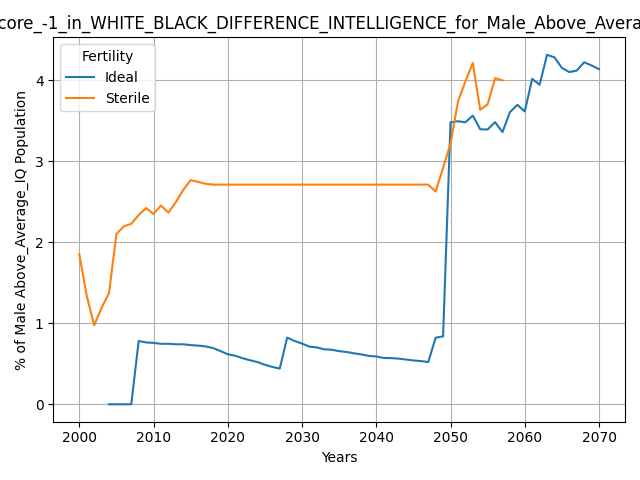 core_-1_in_WHITE_BLACK_DIFFERENCE_INTELLIGENCE_for_Male_Above_Avera
Fertility
Ideal
Sterile
% of Male Above_Average_IQ Population
4
3
2
1
0
2000 2010 2020 2030 2040 2050 2060 2070
Years